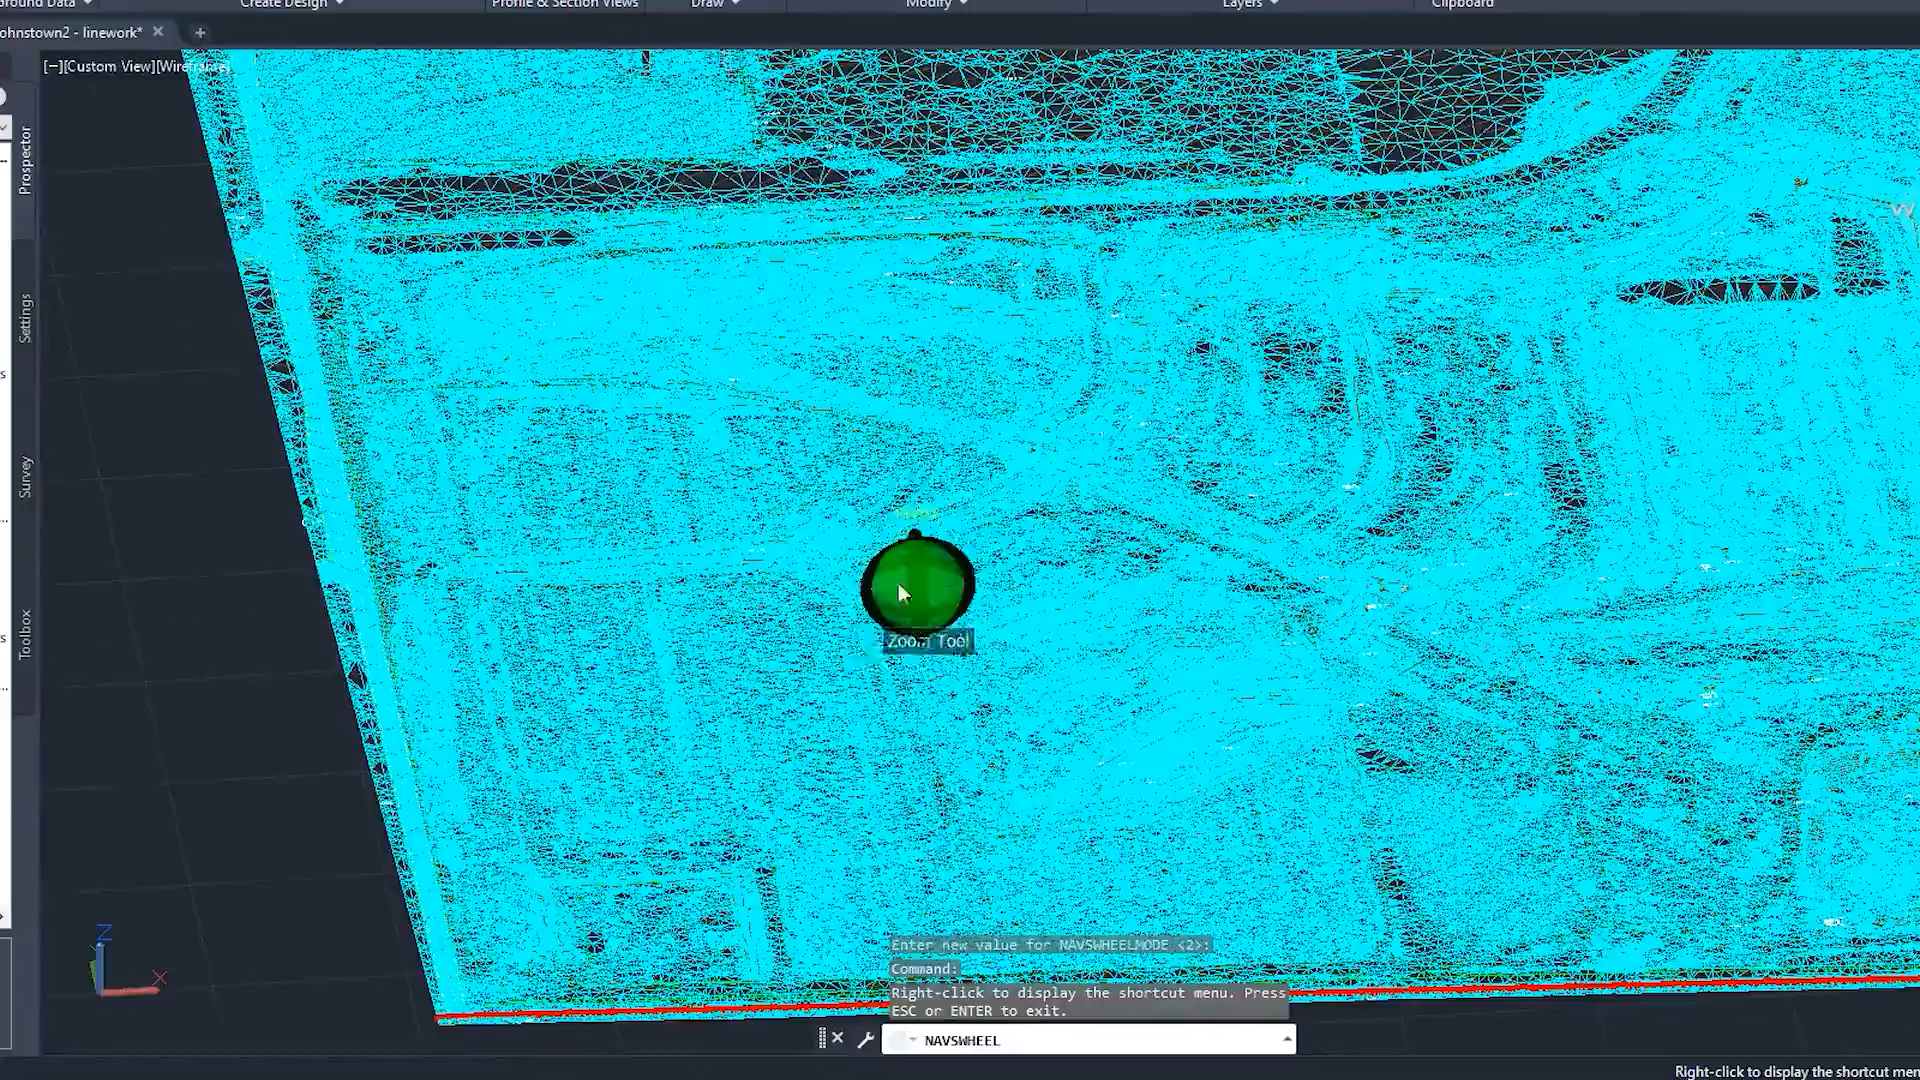 round Data
Create Design
Profile & Section Views
Draw
Modify
Layers
Clipboard
ohnstown2 - linework*
[−][Custom View][Wireframe]
Prospector
Settings
Survey
Toolbox
W
Zoom Tool
Z
X
Enter new value for NAVSWHEELMODE <2>:
Command:
Right-click to display the shortcut menu. Press
ESC or ENTER to exit.
NAVSWHEEL
Right-click to display the shortcut men